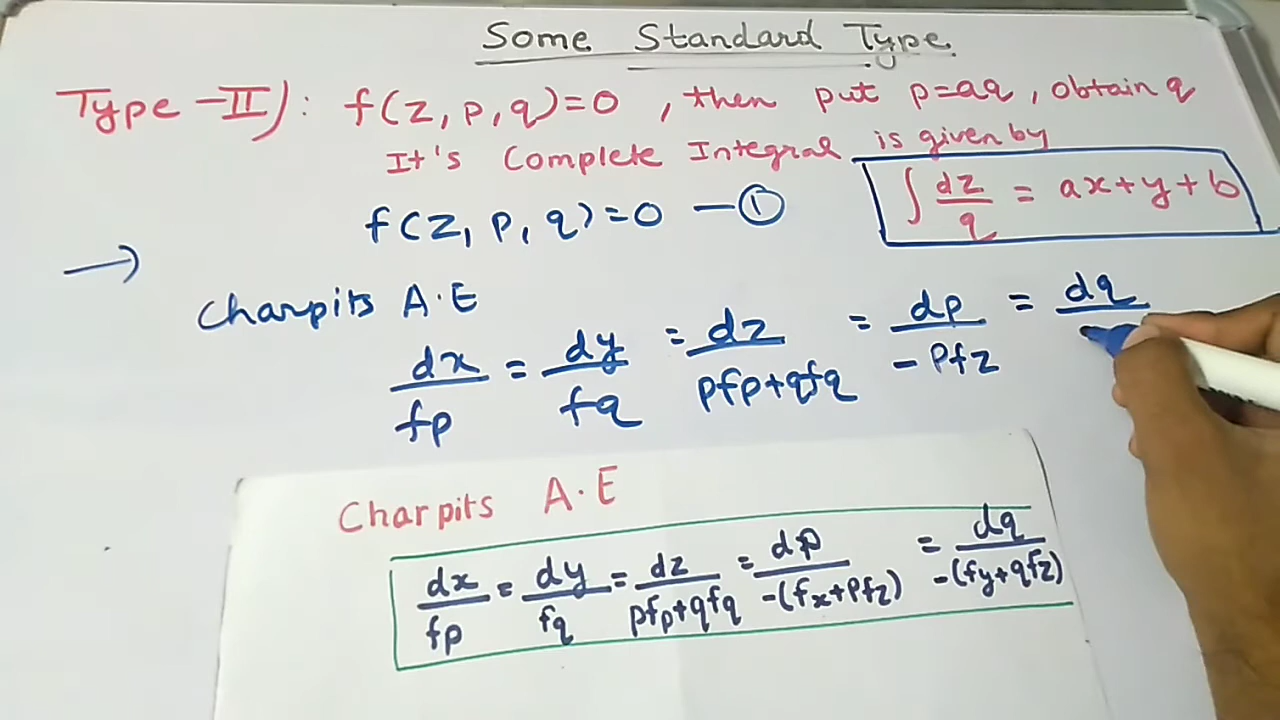 Some Standard Type
Type-II): f(z, p, q)=0, then put p=aq, obtain q
It's Complete Integral is given by
∫ dz/q = ax+y+b
f(z, p, q)=0 —①
→
Charpits A.E
dx/fp = dy/fq = dz/pfp+qfq = dp/-pfz = dq/
Charpits A.E
dx/fp = dy/fq = dz/pfp+qfq = dp/-(fx+pfz) = dq/-(fy+qfz)